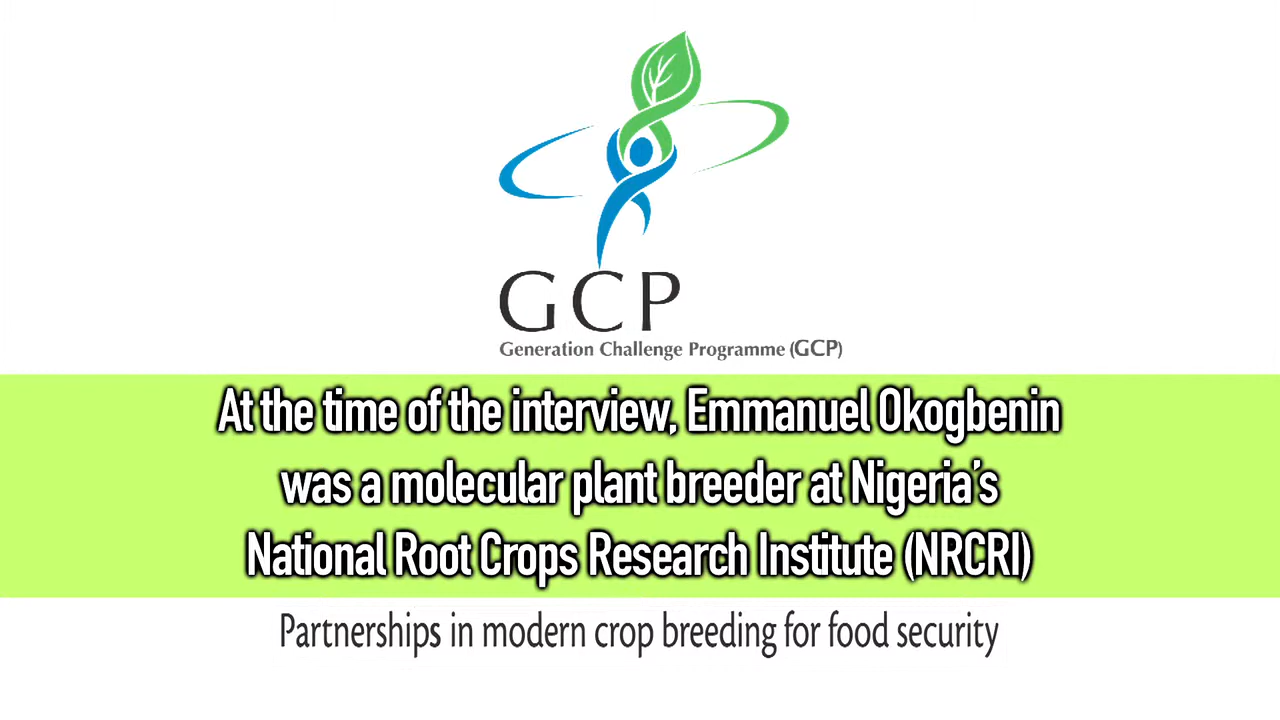 GCP
Generation Challenge Programme (GCP)
At the time of the interview, Emmanuel Okogbenin
was a molecular plant breeder at Nigeria’s
National Root Crops Research Institute (NRCRI)
Partnerships in modern crop breeding for food security